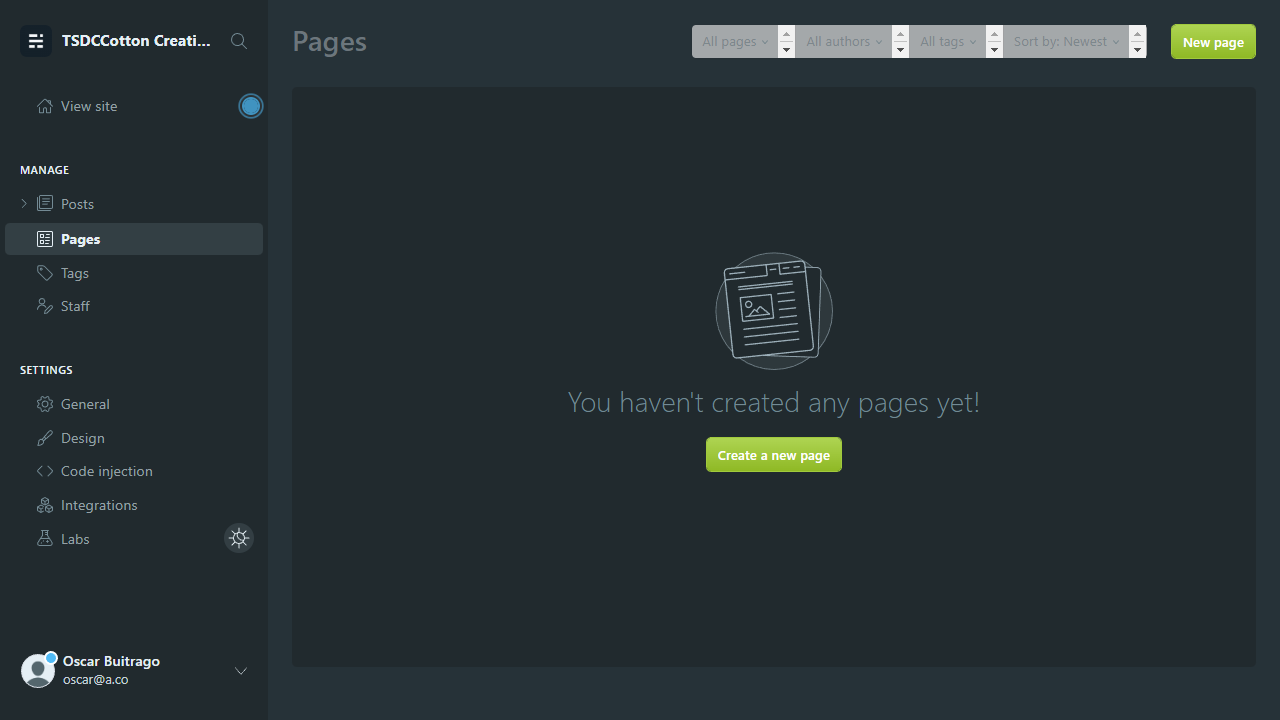 TSDCCotton Creati...
View site
MANAGE
Posts
Pages
Tags
Staff
SETTINGS
General
Design
Code injection
Integrations
Labs
Oscar Buitrago
oscar@a.co
Pages
All pages
All authors
All tags
Sort by: Newest
New page
You haven't created any pages yet!
Create a new page